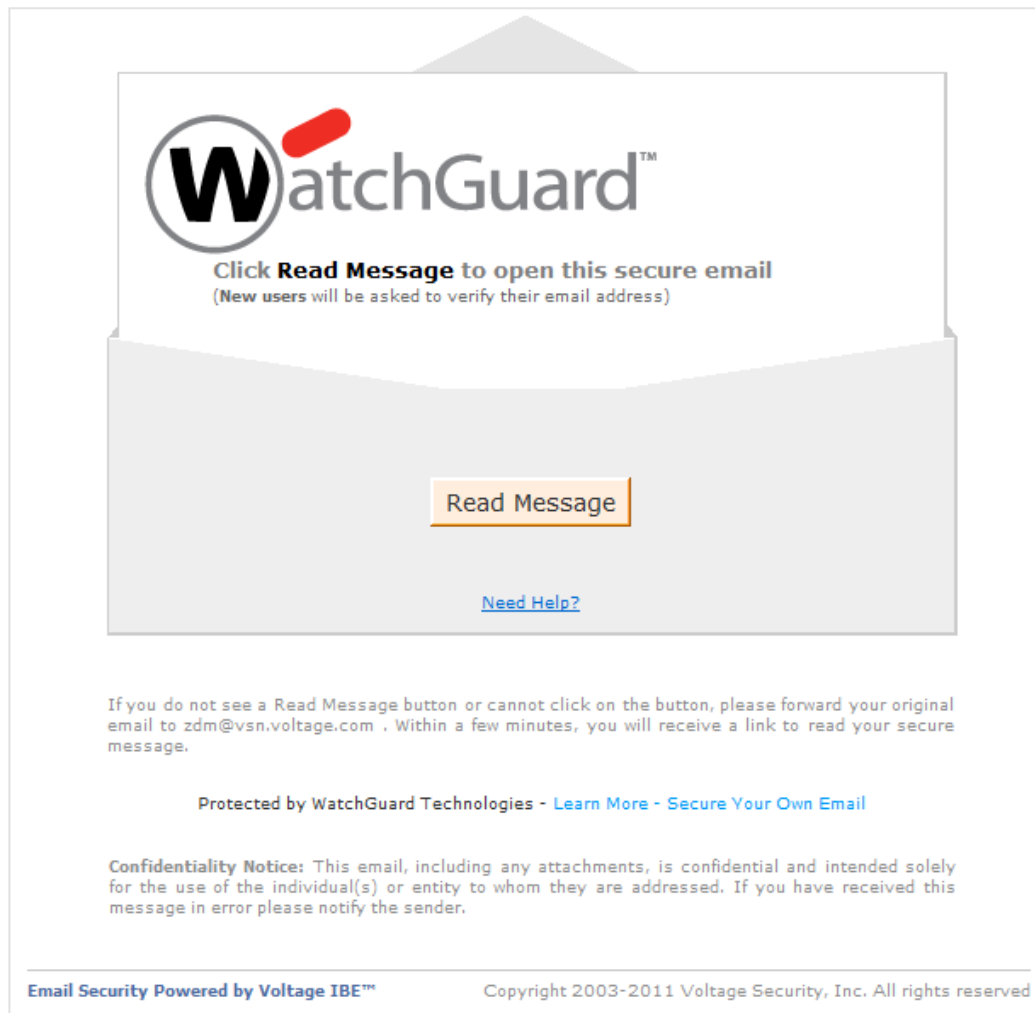 WatchGuard™
Click Read Message to open this secure email
(New users will be asked to verify their email address)
Read Message
Need Help?
If you do not see a Read Message button or cannot click on the button, please forward your original
email to zdm@vsn.voltage.com . Within a few minutes, you will receive a link to read your secure
message.
Protected by WatchGuard Technologies - Learn More - Secure Your Own Email
Confidentiality Notice: This email, including any attachments, is confidential and intended solely
for the use of the individual(s) or entity to whom they are addressed. If you have received this
message in error please notify the sender.
Email Security Powered by Voltage IBE™ Copyright 2003-2011 Voltage Security, Inc. All rights reserved